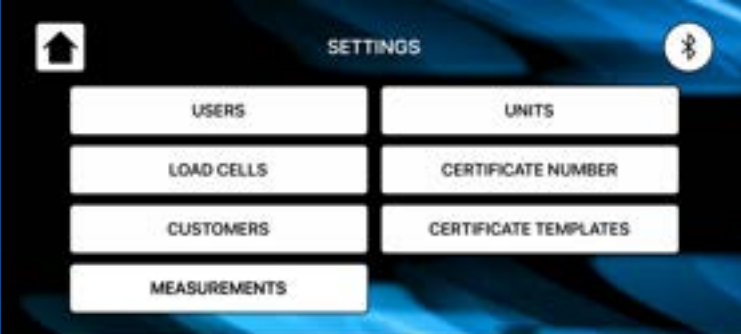 SETTINGS
USERS
UNITS
LOAD CELLS
CERTIFICATE NUMBER
CUSTOMERS
CERTIFICATE TEMPLATES
MEASUREMENTS